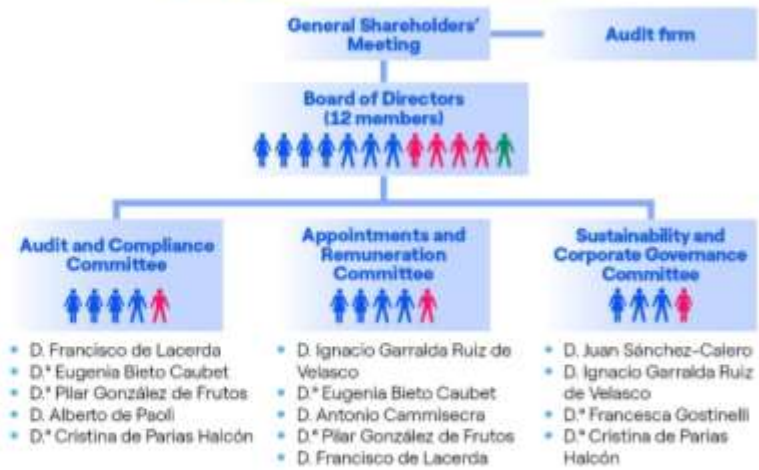 General Shareholders'
Meeting
Audit firm
Board of Directors
(12 members)
Audit and Compliance
Committee
D. Francisco de Lacerda
D.ª Eugenia Bieto Caubet
D.ª Pilar González de Frutos
D. Alberto de Paoli
D.ª Cristina de Parias Halcón
Appointments and
Remuneration
Committee
D. Ignacio Garralda Ruiz de
Velasco
D.ª Eugenia Bieto Caubet
D. Antonio Cammisecra
D.ª Pilar González de Frutos
D. Francisco de Lacerda
Sustainability and
Corporate Governance
Committee
D. Juan Sánchez-Calero
D. Ignacio Garralda Ruiz
de Velasco
D.ª Francesca Gostinelli
D.ª Cristina de Parias
Halcón